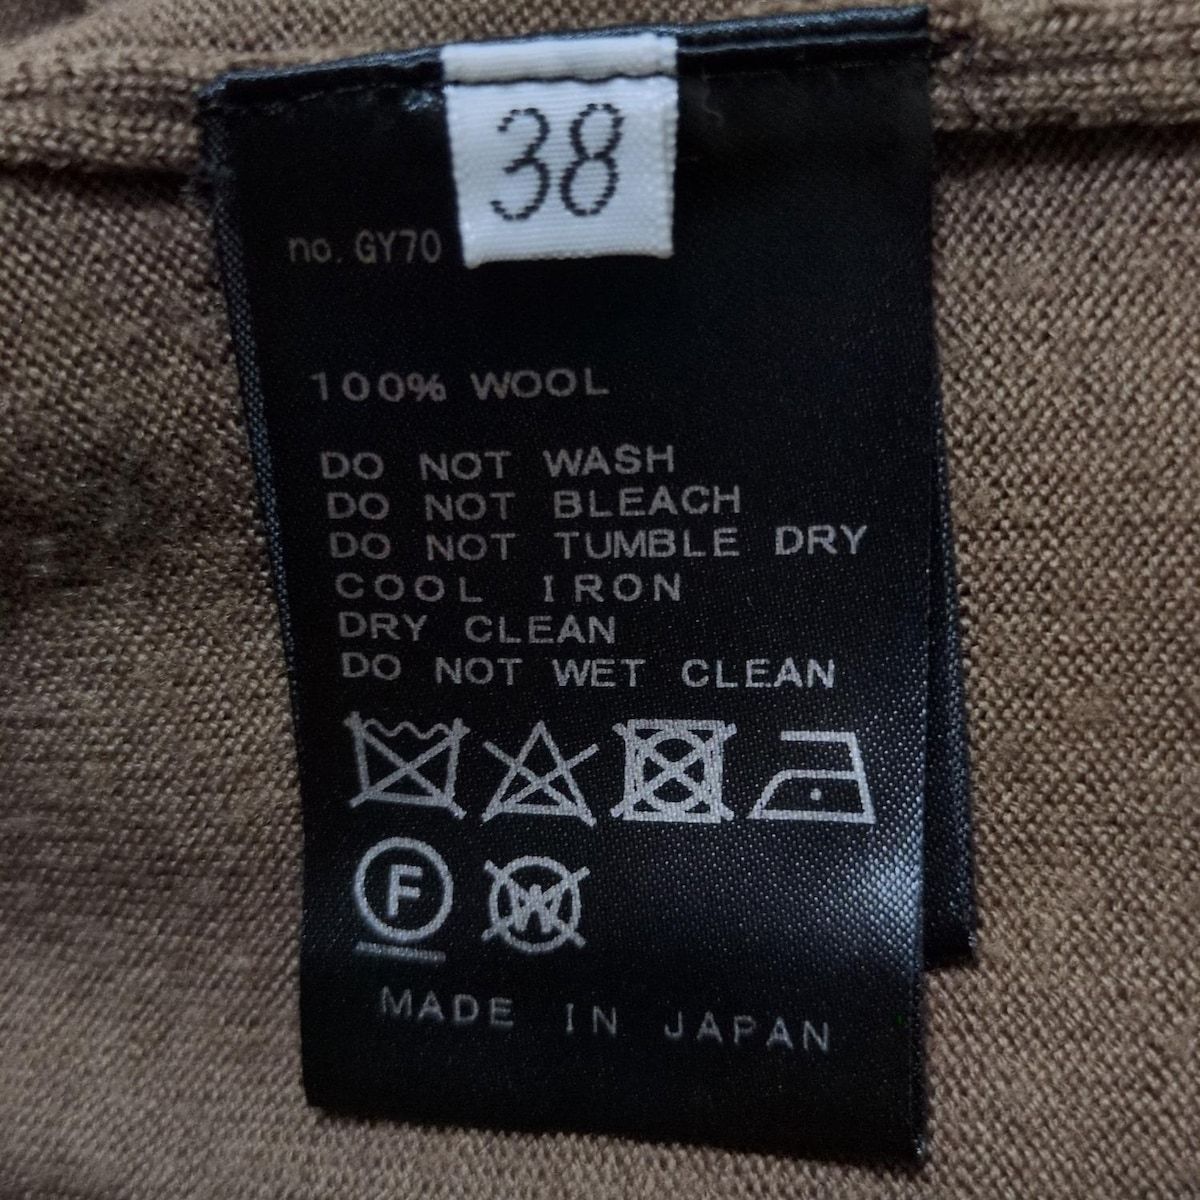 38
no. GY70
100% WOOL
DO NOT WASH
DO NOT BLEACH
DO NOT TUMBLE DRY
COOL IRON
DRY CLEAN
DO NOT WET CLEAN
F W
MADE IN JAPAN